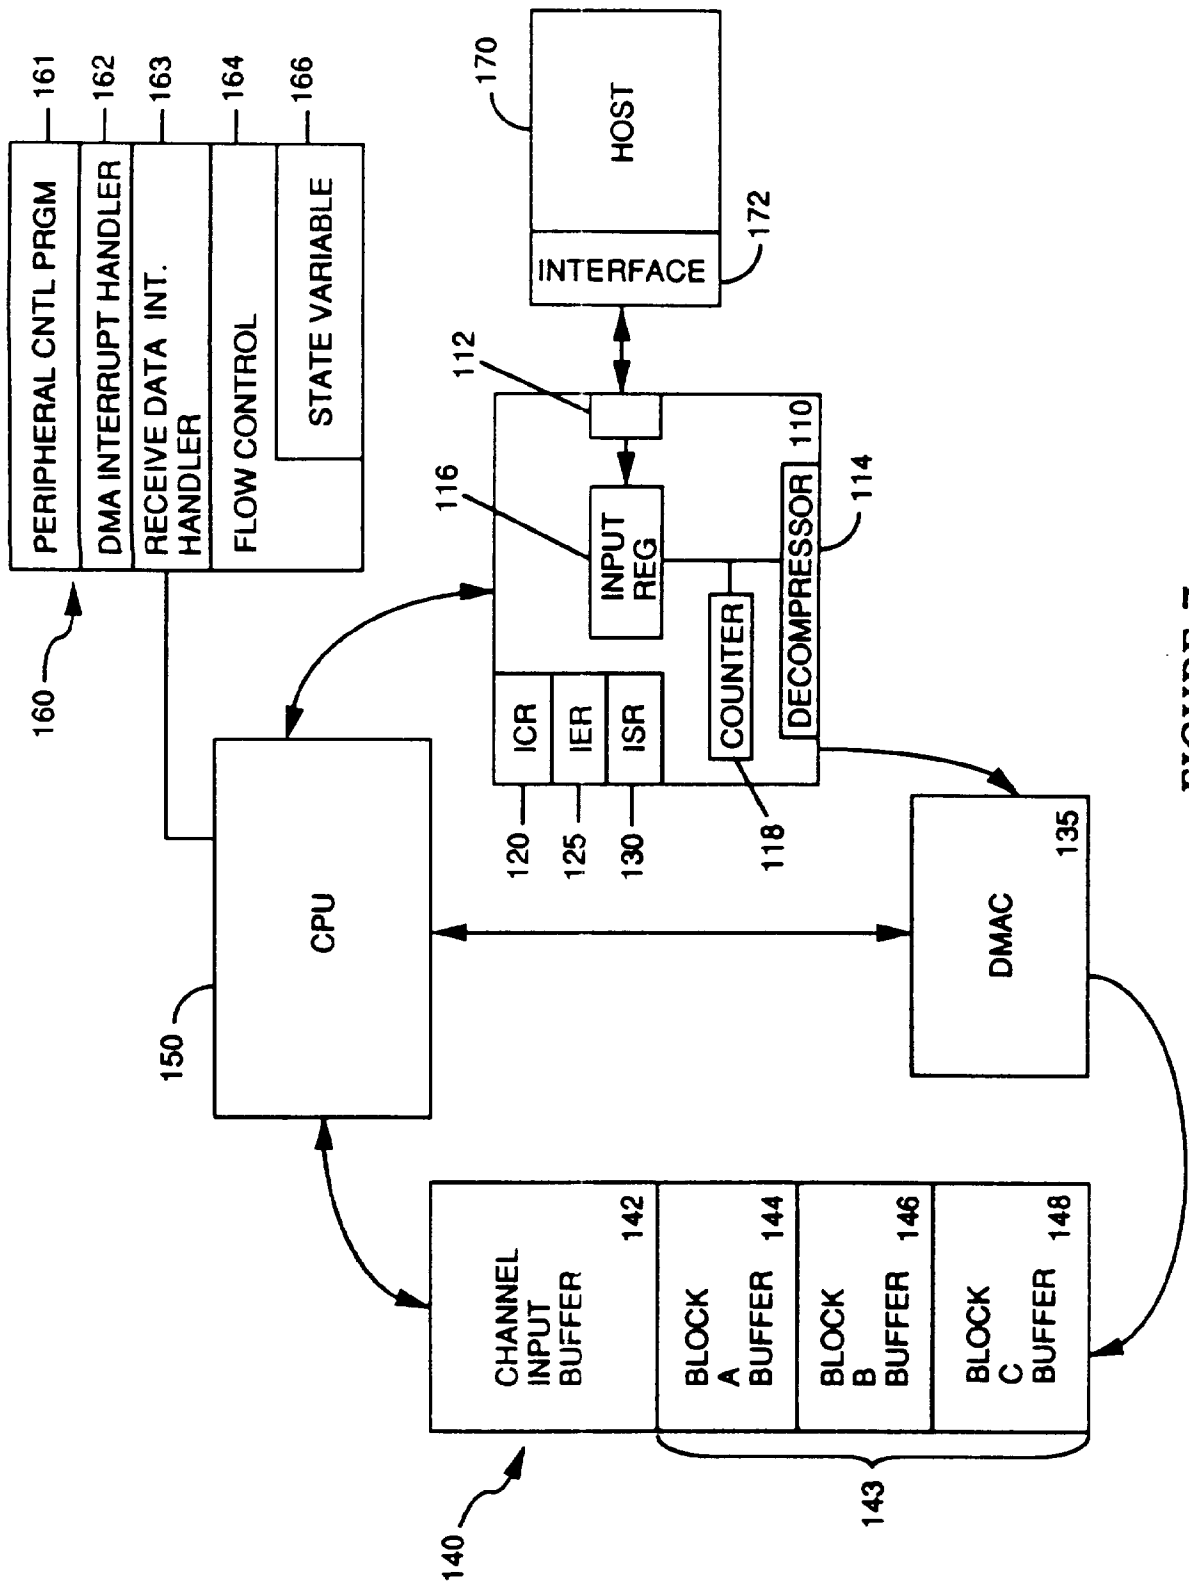 PERIPHERAL CNTL PRGM
161
DMA INTERRUPT HANDLER
162
RECEIVE DATA INT.
HANDLER
163
FLOW CONTROL
164
STATE VARIABLE
166
160
150
CPU
HOST
170
INTERFACE
172
112
116
INPUT
REG
ICR
120
IER
125
ISR
130
COUNTER
118
DECOMPRESSOR
110
114
DMAC
135
140
CHANNEL
INPUT
BUFFER
142
BLOCK
A
BUFFER
144
BLOCK
B
BUFFER
146
BLOCK
C
BUFFER
148
143